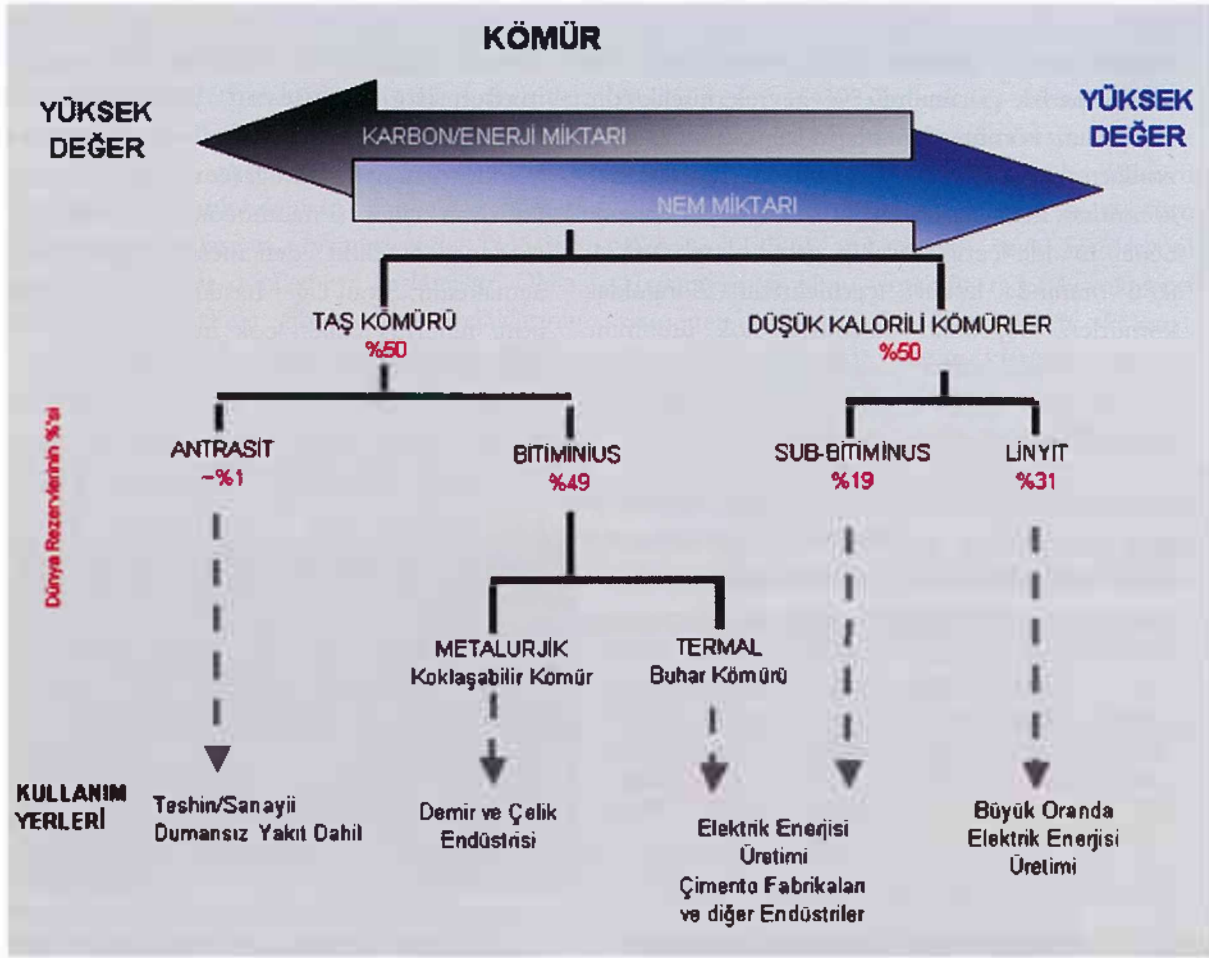 KÖMÜR
YÜKSEK
DEĞER
YÜKSEK
DEĞER
KARBON/ENERJİ MİKTARI
NEM MİKTARI
TAŞ KÖMÜRÜ
%50
DÜŞÜK KALORİLİ KÖMÜRLER
%50
Dünya Rezervlerinin %'si
ANTRASİT
~%1
BİTİMİNİUS
%49
SUB-BİTİMİNUS
%19
LİNYİT
%31
METALURJİK
Koklaşabilir Kömür
TERMAL
Buhar Kömürü
KULLANIM
YERLERİ
Teshin/Sanayii
Dumansız Yakıt Dahil
Demir ve Çelik
Endüstrisi
Elektrik Enerjisi
Üretimi
Çimento Fabrikaları
ve diğer Endüstriler
Büyük Oranda
Elektrik Enerjisi
Üretimi